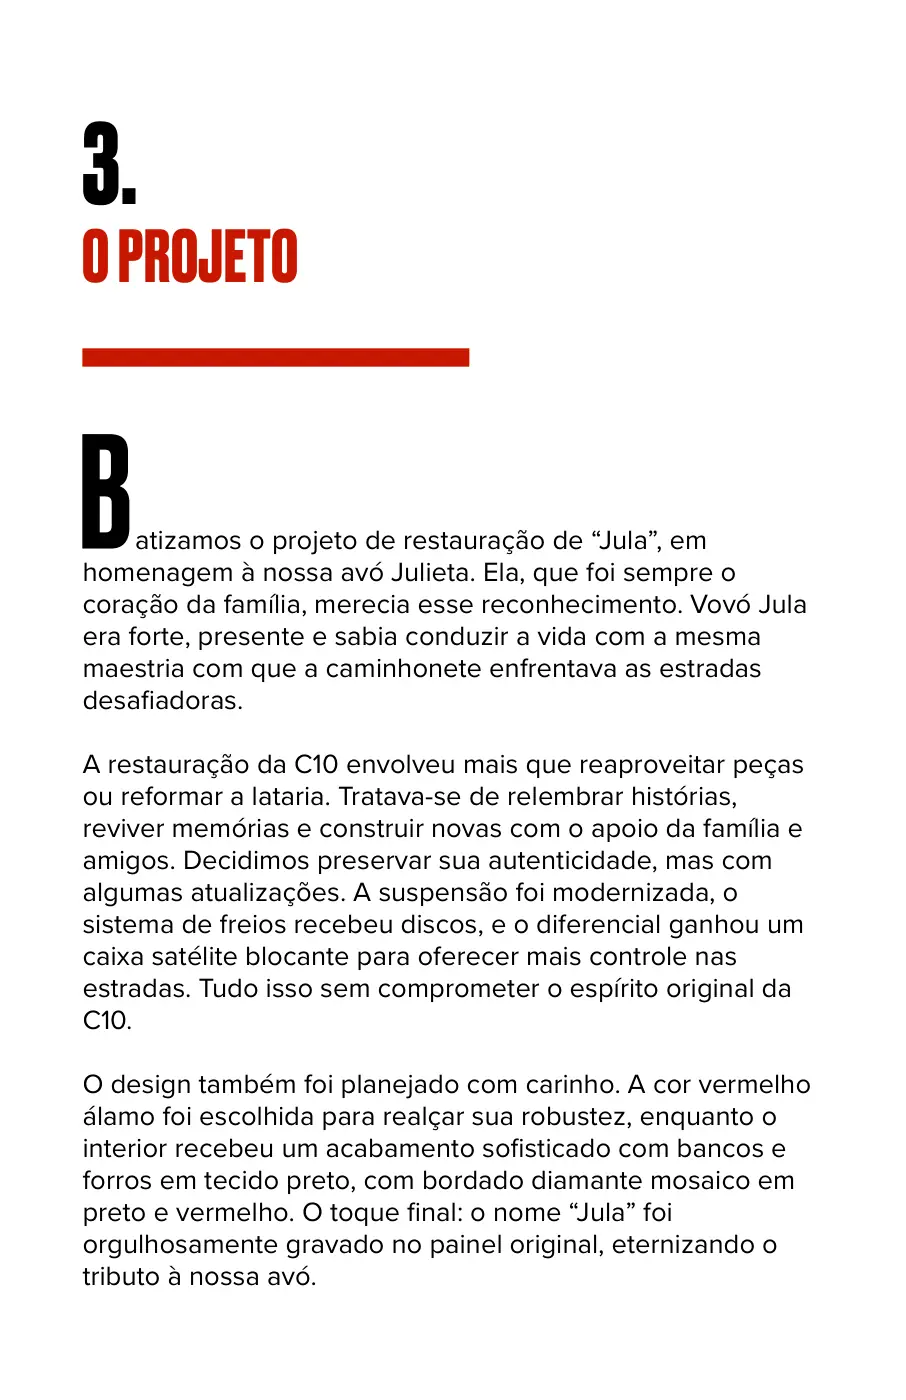 3.
O PROJETO
Batizamos o projeto de restauração de “Jula”, em
homenagem à nossa avó Julieta. Ela, que foi sempre o
coração da família, merecia esse reconhecimento. Vovó Jula
era forte, presente e sabia conduzir a vida com a mesma
maestria com que a caminhonete enfrentava as estradas
desafiadoras.
A restauração da C10 envolveu mais que reaproveitar peças
ou reformar a lataria. Tratava-se de relembrar histórias,
reviver memórias e construir novas com o apoio da família e
amigos. Decidimos preservar sua autenticidade, mas com
algumas atualizações. A suspensão foi modernizada, o
sistema de freios recebeu discos, e o diferencial ganhou um
caixa satélite blocante para oferecer mais controle nas
estradas. Tudo isso sem comprometer o espírito original da
C10.
O design também foi planejado com carinho. A cor vermelho
álamo foi escolhida para realçar sua robustez, enquanto o
interior recebeu um acabamento sofisticado com bancos e
forros em tecido preto, com bordado diamante mosaico em
preto e vermelho. O toque final: o nome “Jula” foi
orgulhosamente gravado no painel original, eternizando o
tributo à nossa avó.